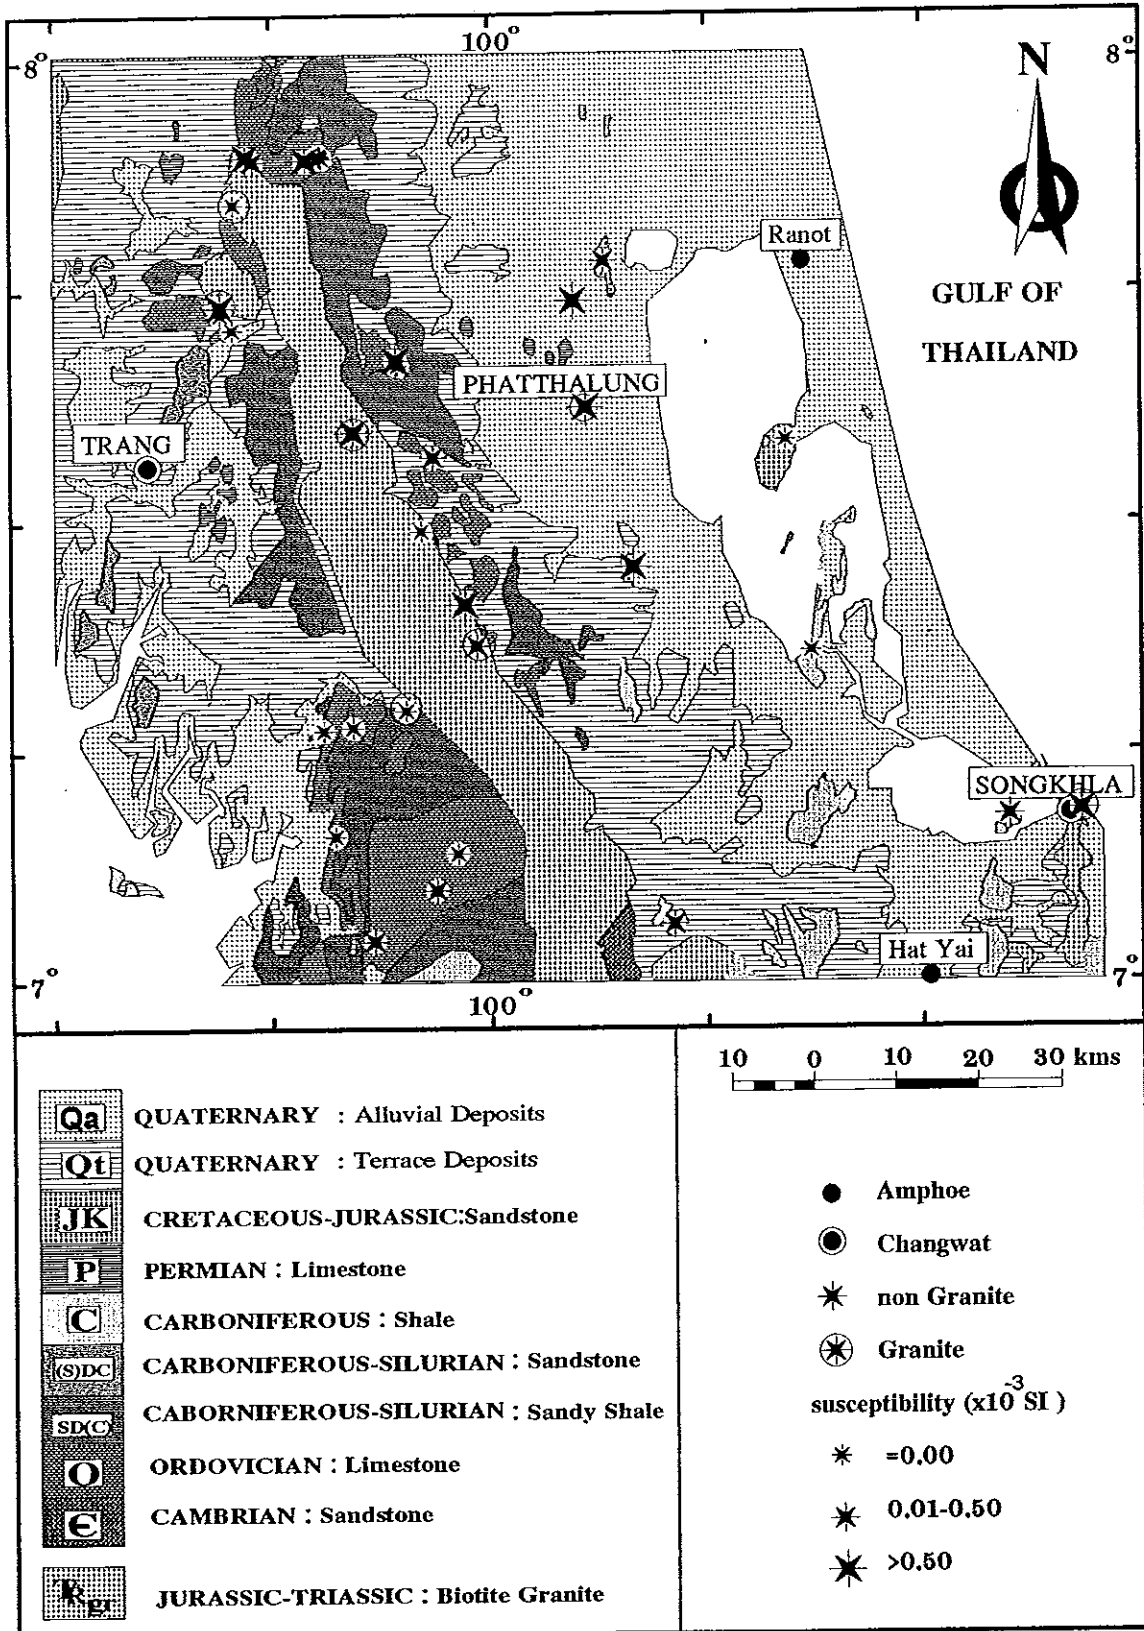 100°
8°
8°
N
Ranot
GULF OF
THAILAND
PHATTHALUNG
TRANG
SONGKHLA
Hat Yai
7°
7°
100°
10 0 10 20 30 kms
Qa QUATERNARY : Alluvial Deposits
Qt QUATERNARY : Terrace Deposits
JK CRETACEOUS-JURASSIC:Sandstone
P PERMIAN : Limestone
C CARBONIFEROUS : Shale
(S)DC CARBONIFEROUS-SILURIAN : Sandstone
SD(C) CABORNIFEROUS-SILURIAN : Sandy Shale
O ORDOVICIAN : Limestone
Є CAMBRIAN : Sandstone
TRgr JURASSIC-TRIASSIC : Biotite Granite
Amphoe
Changwat
non Granite
Granite
susceptibility (x10⁻³ SI )
=0.00
0.01-0.50
>0.50